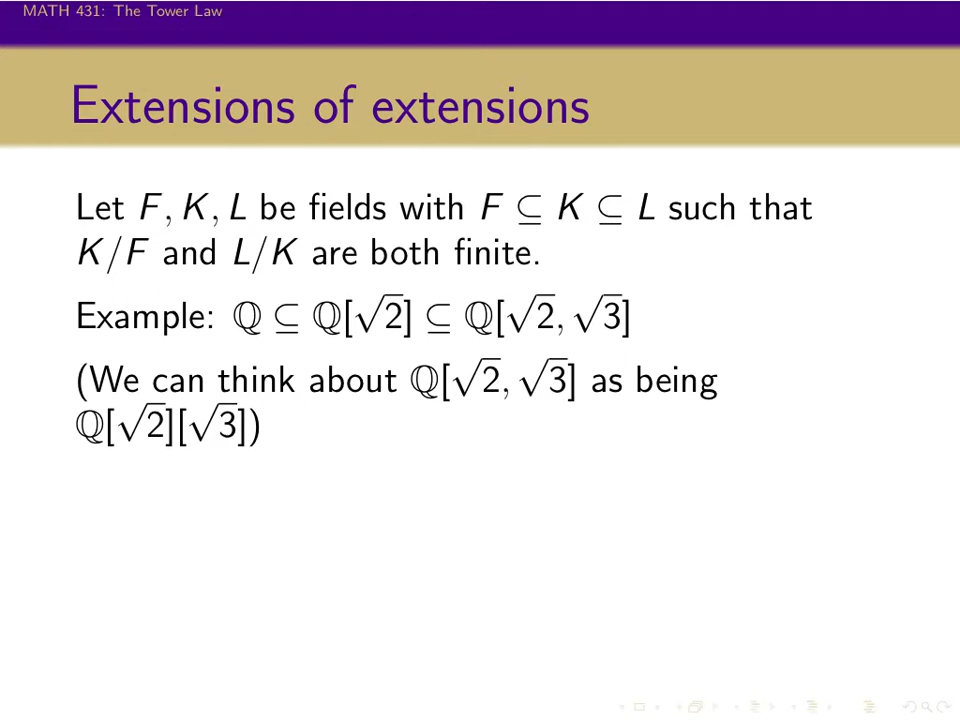 MATH 431: The Tower Law
Extensions of extensions
Let F, K, L be fields with F ⊆ K ⊆ L such that
K/F and L/K are both finite.
Example: ℚ ⊆ ℚ[√2] ⊆ ℚ[√2, √3]
(We can think about ℚ[√2, √3] as being
ℚ[√2][√3])